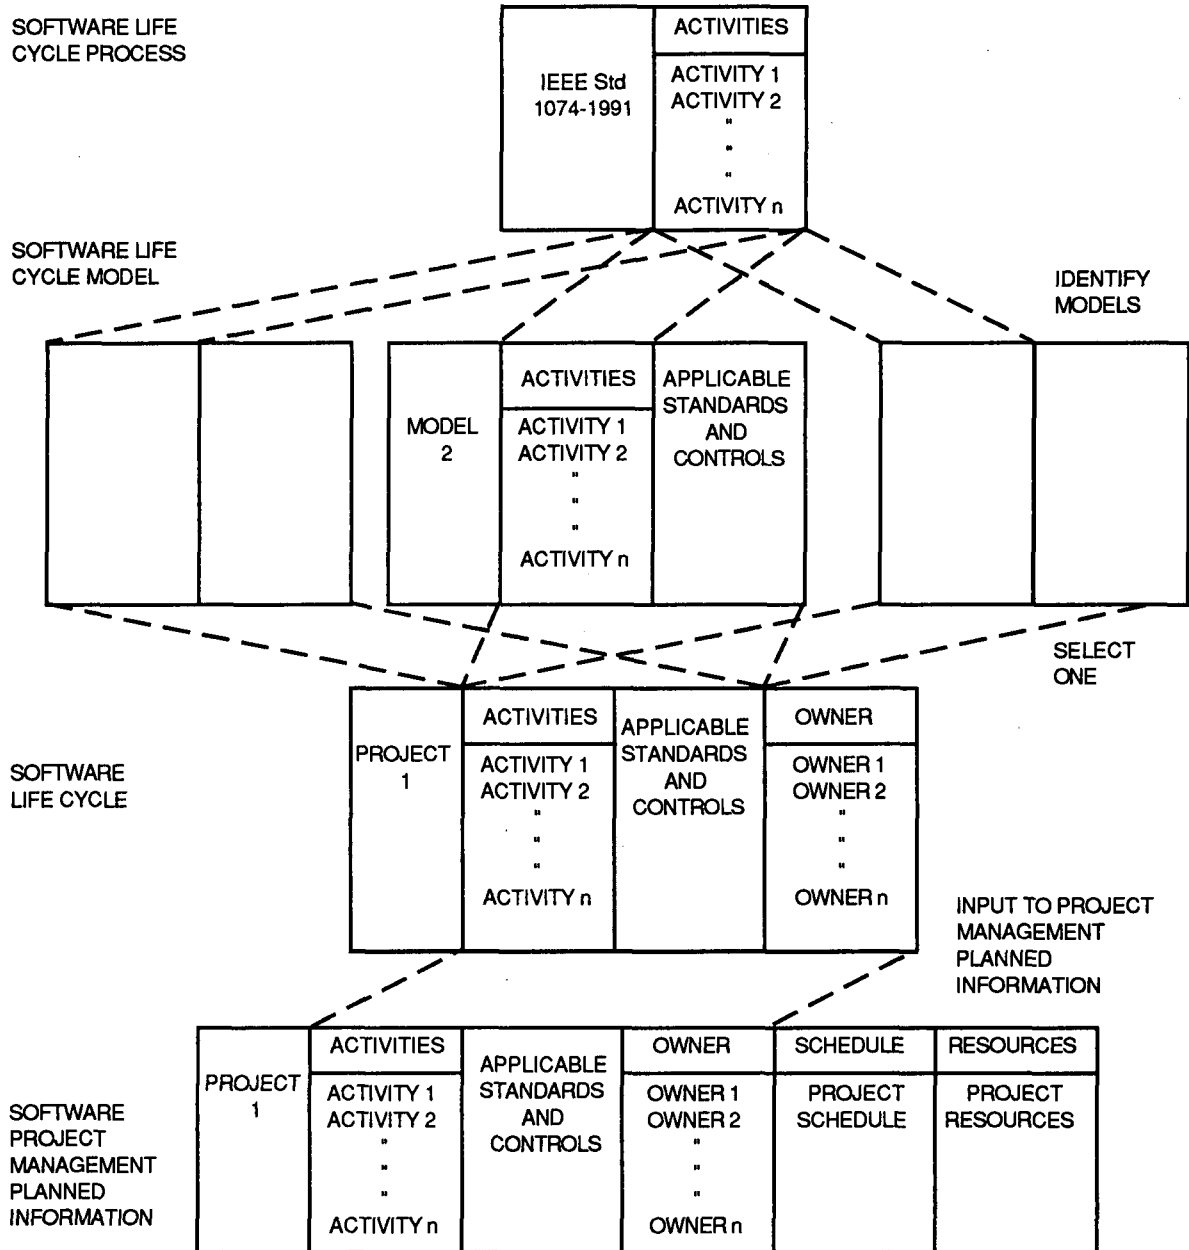 SOFTWARE LIFE
CYCLE PROCESS
IEEE Std
1074-1991
ACTIVITIES
ACTIVITY 1
ACTIVITY 2
"
"
"
ACTIVITY n
SOFTWARE LIFE
CYCLE MODEL
IDENTIFY
MODELS
MODEL
2
ACTIVITIES
ACTIVITY 1
ACTIVITY 2
"
"
"
ACTIVITY n
APPLICABLE
STANDARDS
AND
CONTROLS
SELECT
ONE
SOFTWARE
LIFE CYCLE
PROJECT
1
ACTIVITIES
ACTIVITY 1
ACTIVITY 2
"
"
"
ACTIVITY n
APPLICABLE
STANDARDS
AND
CONTROLS
OWNER
OWNER 1
OWNER 2
"
"
"
OWNER n
INPUT TO PROJECT
MANAGEMENT
PLANNED
INFORMATION
SOFTWARE
PROJECT
MANAGEMENT
PLANNED
INFORMATION
PROJECT
1
ACTIVITIES
ACTIVITY 1
ACTIVITY 2
"
"
"
ACTIVITY n
APPLICABLE
STANDARDS
AND
CONTROLS
OWNER
OWNER 1
OWNER 2
"
"
"
OWNER n
SCHEDULE
PROJECT
SCHEDULE
RESOURCES
PROJECT
RESOURCES